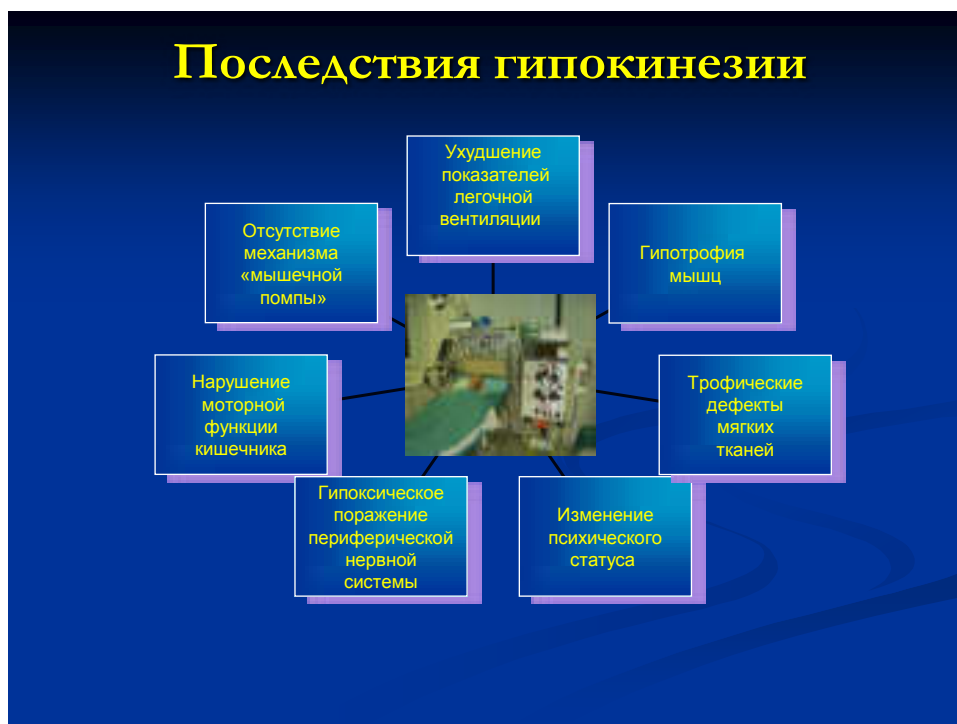 Последствия гипокинезии
Ухудшение
показателей
легочной
вентиляции
Отсутствие
механизма
«мышечной
помпы»
Гипотрофия
мышц
Нарушение
моторной
функции
кишечника
Трофические
дефекты
мягких
тканей
Гипоксическое
поражение
периферической
нервной
системы
Изменение
психического
статуса